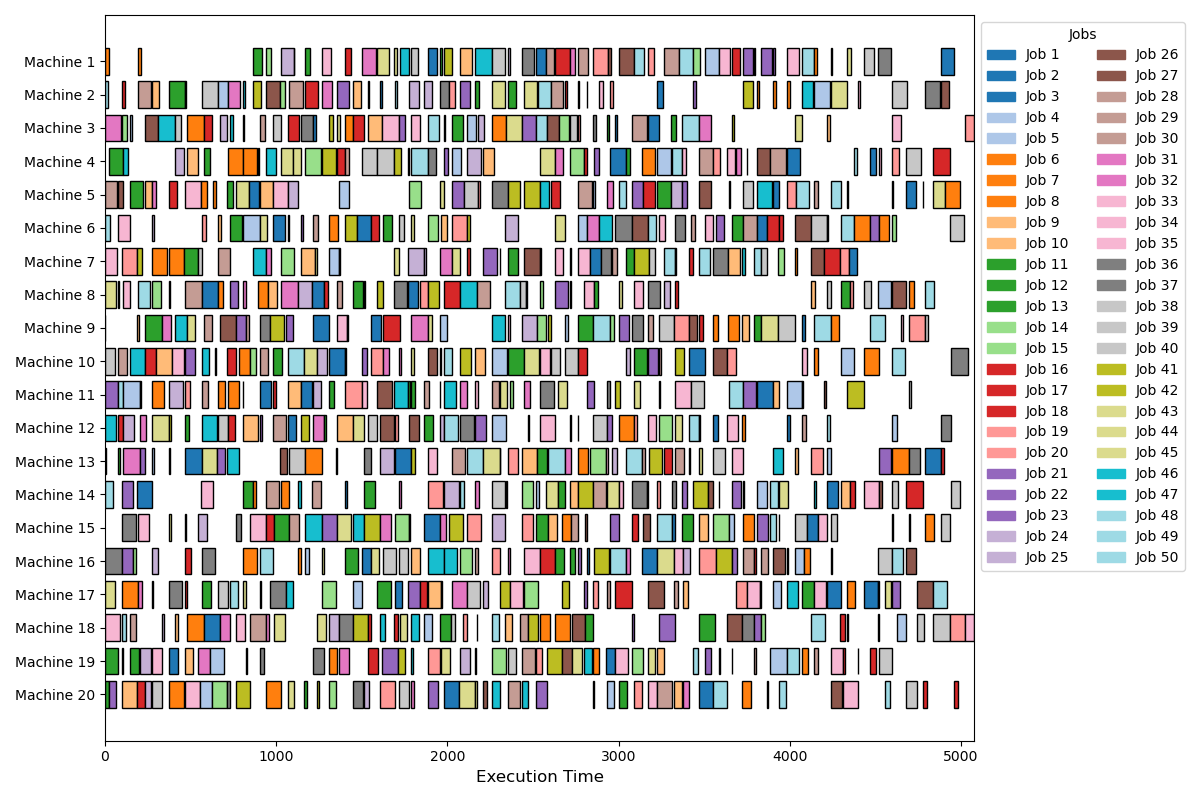 Machine 1
Machine 2
Machine 3
Machine 4
Machine 5
Machine 6
Machine 7
Machine 8
Machine 9
Machine 10
Machine 11
Machine 12
Machine 13
Machine 14
Machine 15
Machine 16
Machine 17
Machine 18
Machine 19
Machine 20
0 1000 2000 3000 4000 5000
Execution Time
Jobs
Job 1
Job 2
Job 3
Job 4
Job 5
Job 6
Job 7
Job 8
Job 9
Job 10
Job 11
Job 12
Job 13
Job 14
Job 15
Job 16
Job 17
Job 18
Job 19
Job 20
Job 21
Job 22
Job 23
Job 24
Job 25
Job 26
Job 27
Job 28
Job 29
Job 30
Job 31
Job 32
Job 33
Job 34
Job 35
Job 36
Job 37
Job 38
Job 39
Job 40
Job 41
Job 42
Job 43
Job 44
Job 45
Job 46
Job 47
Job 48
Job 49
Job 50